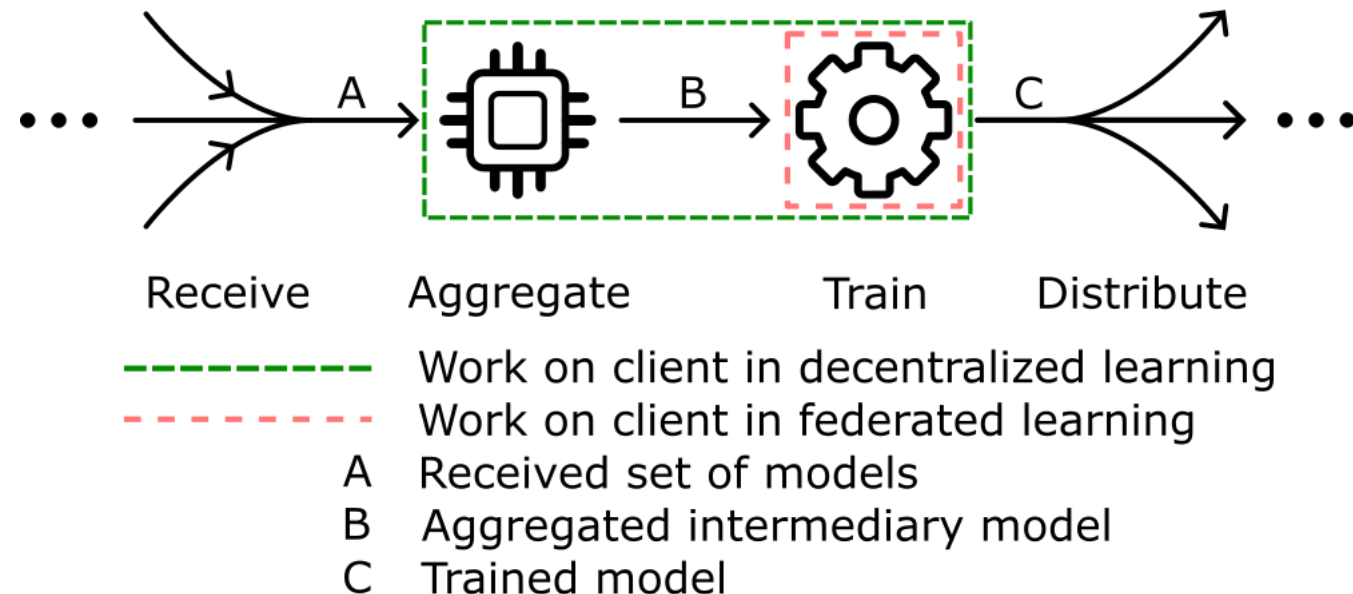 A B C
Receive Aggregate Train Distribute
Work on client in decentralized learning
Work on client in federated learning
A Received set of models
B Aggregated intermediary model
C Trained model